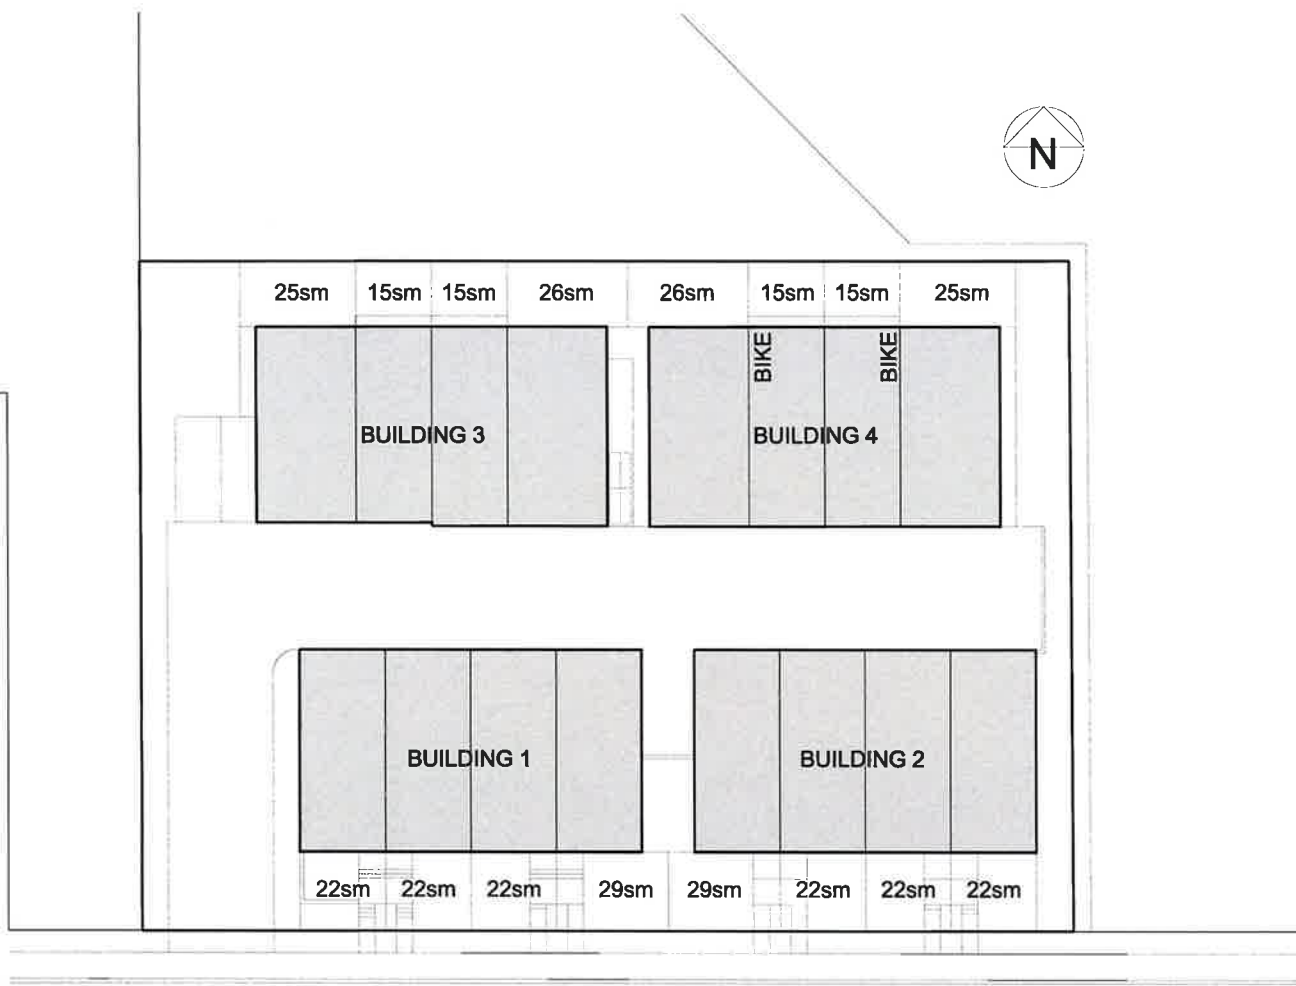 N
25sm 15sm 15sm 26sm 26sm 15sm 15sm 25sm
BIKE BIKE
BUILDING 3 BUILDING 4
BUILDING 1 BUILDING 2
22sm 22sm 22sm 29sm 29sm 22sm 22sm 22sm